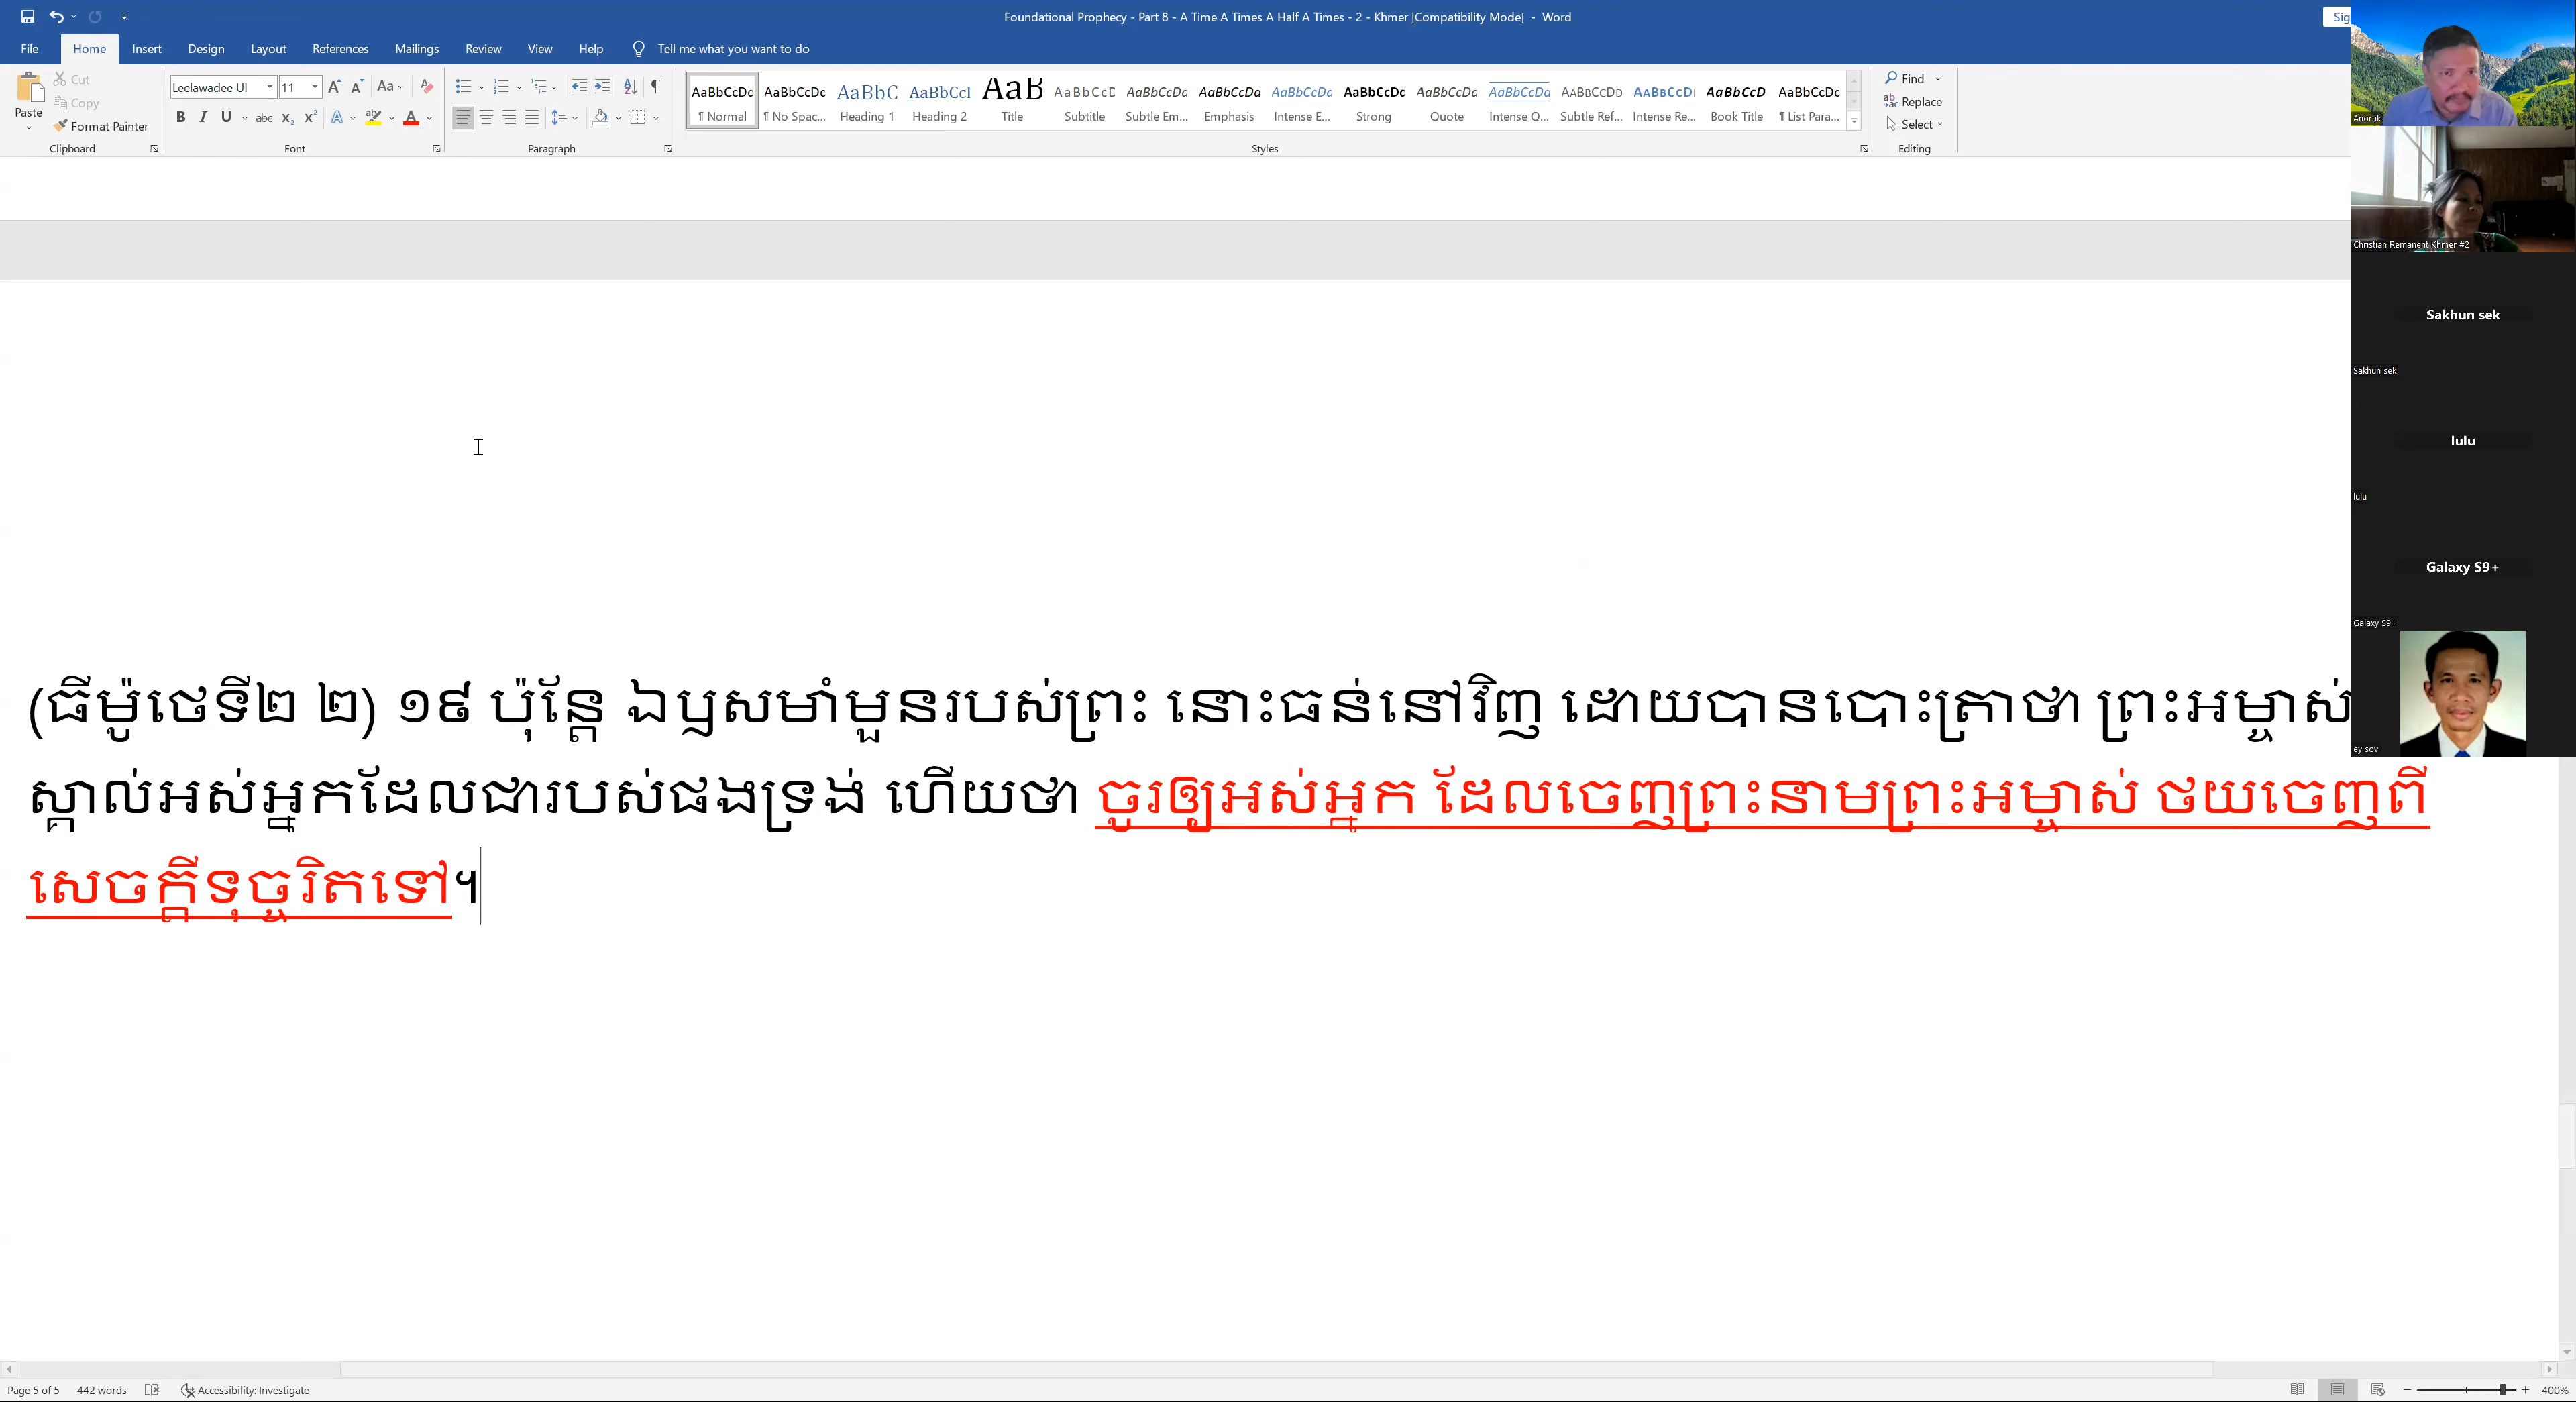 Foundational Prophecy - Part 8 - A Time A Times A Half A Times - 2 - Khmer [Compatibility Mode] - Word
Sig
File Home Insert Design Layout References Mailings Review View Help Tell me what you want to do
Paste
Cut
Copy
Format Painter
Clipboard
Leelawadee UI 11
Font
Paragraph
AaBbCcDc AaBbCcDc AaBbC AaBbCcI AaB AaBbCcD AaBbCcDa AaBbCcDa AaBbCcDa AaBbCcDc AaBbCcDa AaBbCcDa AaBbCcDd AaBbCcD AaBbCcD AaBbCcDc
¶ Normal ¶ No Spac... Heading 1 Heading 2 Title Subtitle Subtle Em... Emphasis Intense E... Strong Quote Intense Q... Subtle Ref... Intense Re... Book Title ¶ List Para...
Styles
Find
Replace
Select
Editing
Anorak
Christian Remanent Khmer #2
Sakhun sek
Sakhun sek
lulu
lulu
Galaxy S9+
Galaxy S9+
ey sov
(ធីម៉ូថេទី២ ២) ១៩ ប៉ុន្តែ ឯឫសមាំមួនរបស់ព្រះ នោះធន់នៅវិញ ដោយបានបោះត្រាថា ព្រះអម្ចាស់
ស្គាល់អស់អ្នកដែលជារបស់ផងទ្រង់ ហើយថា ចូរឲ្យអស់អ្នក ដែលចេញព្រះនាមព្រះអម្ចាស់ ថយចេញពី
សេចក្តីទុច្ចរិតទៅ។
Page 5 of 5 442 words Accessibility: Investigate
400%